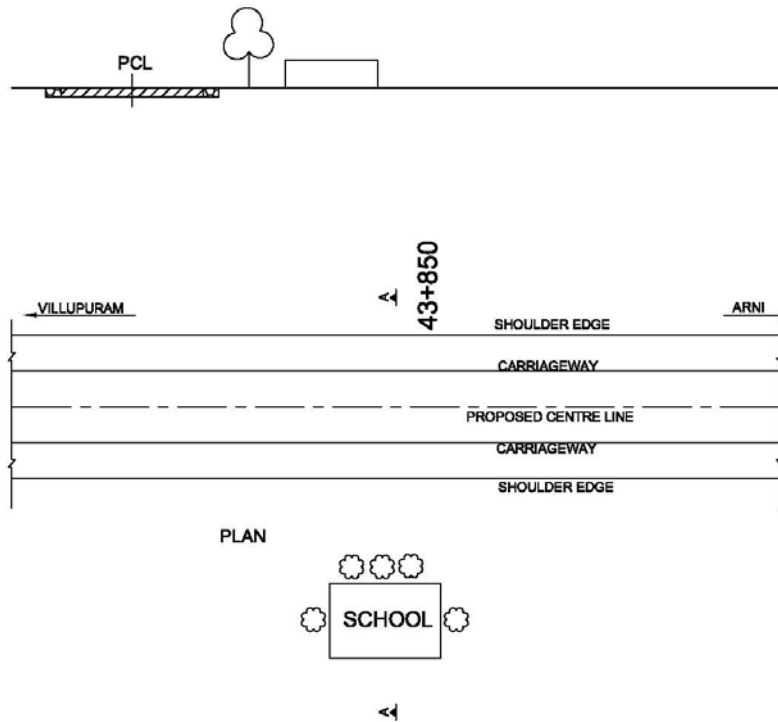 PCL
A
43+850
VILLUPURAM
ARNI
SHOULDER EDGE
CARRIAGEWAY
PROPOSED CENTRE LINE
CARRIAGEWAY
SHOULDER EDGE
PLAN
SCHOOL
A